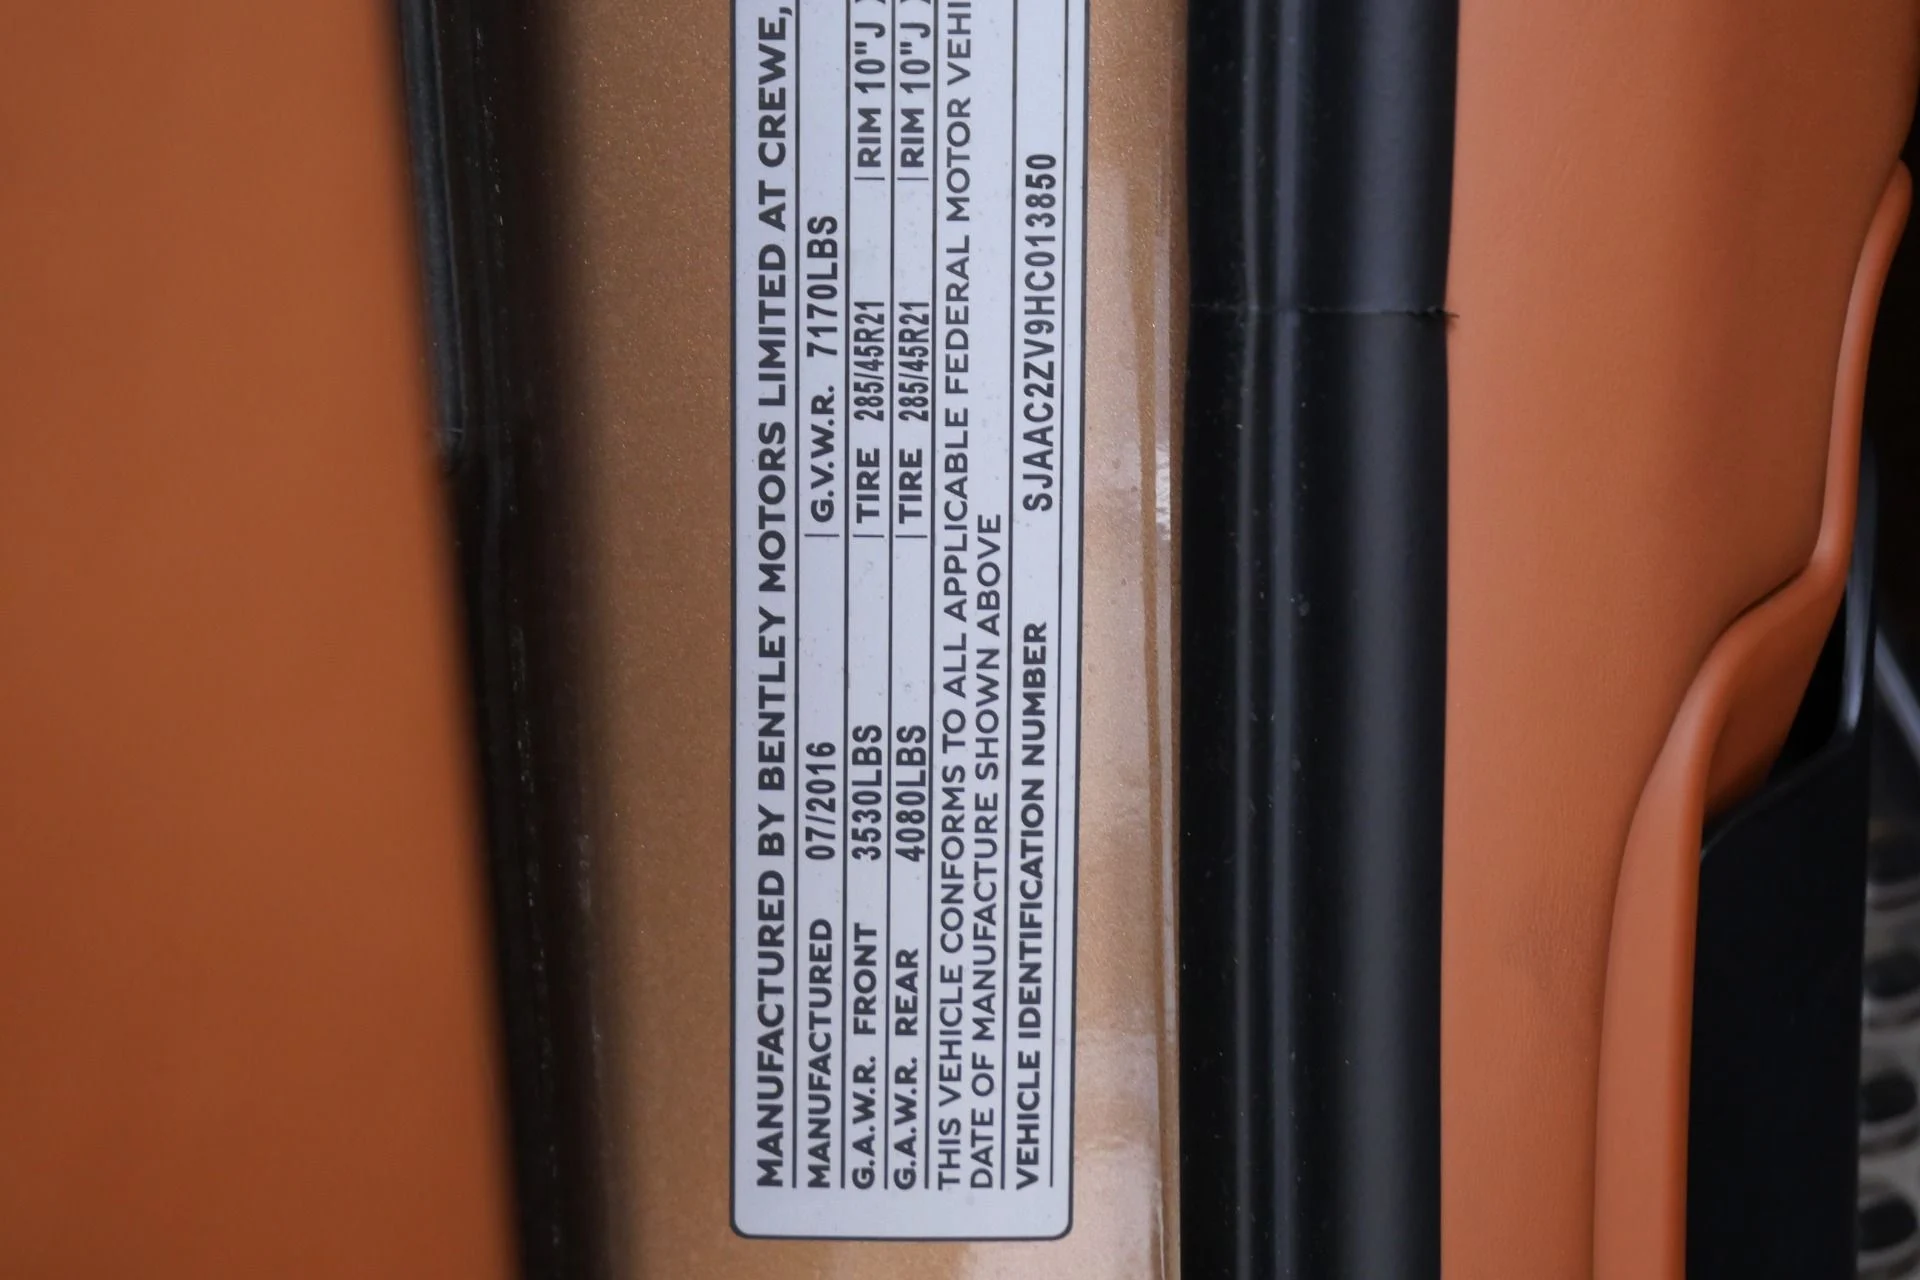 MANUFACTURED BY BENTLEY MOTORS LIMITED AT CREWE,
MANUFACTURED 07/2016 | G.V.W.R. 7170LBS
G.A.W.R. FRONT 3530LBS | TIRE 285/45R21 | RIM 10"J
G.A.W.R. REAR 4080LBS | TIRE 285/45R21 | RIM 10"J
THIS VEHICLE CONFORMS TO ALL APPLICABLE FEDERAL MOTOR VEHI
DATE OF MANUFACTURE SHOWN ABOVE
VEHICLE IDENTIFICATION NUMBER SJAAC2ZV9HC013850